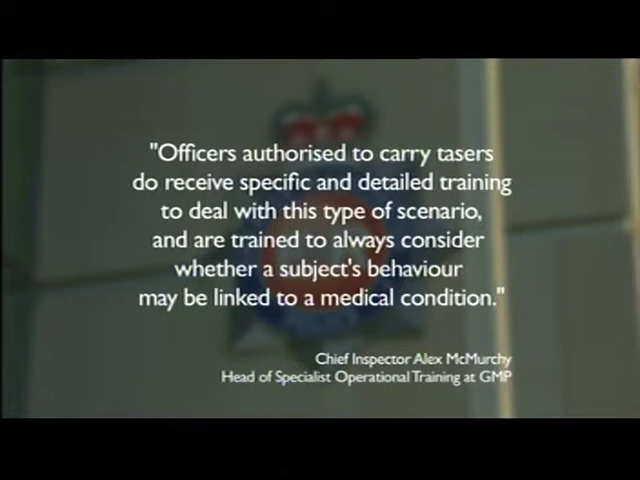 "Officers authorised to carry tasers
do receive specific and detailed training
to deal with this type of scenario,
and are trained to always consider
whether a subject's behaviour
may be linked to a medical condition."
Chief Inspector Alex McMurchy
Head of Specialist Operational Training at GMP